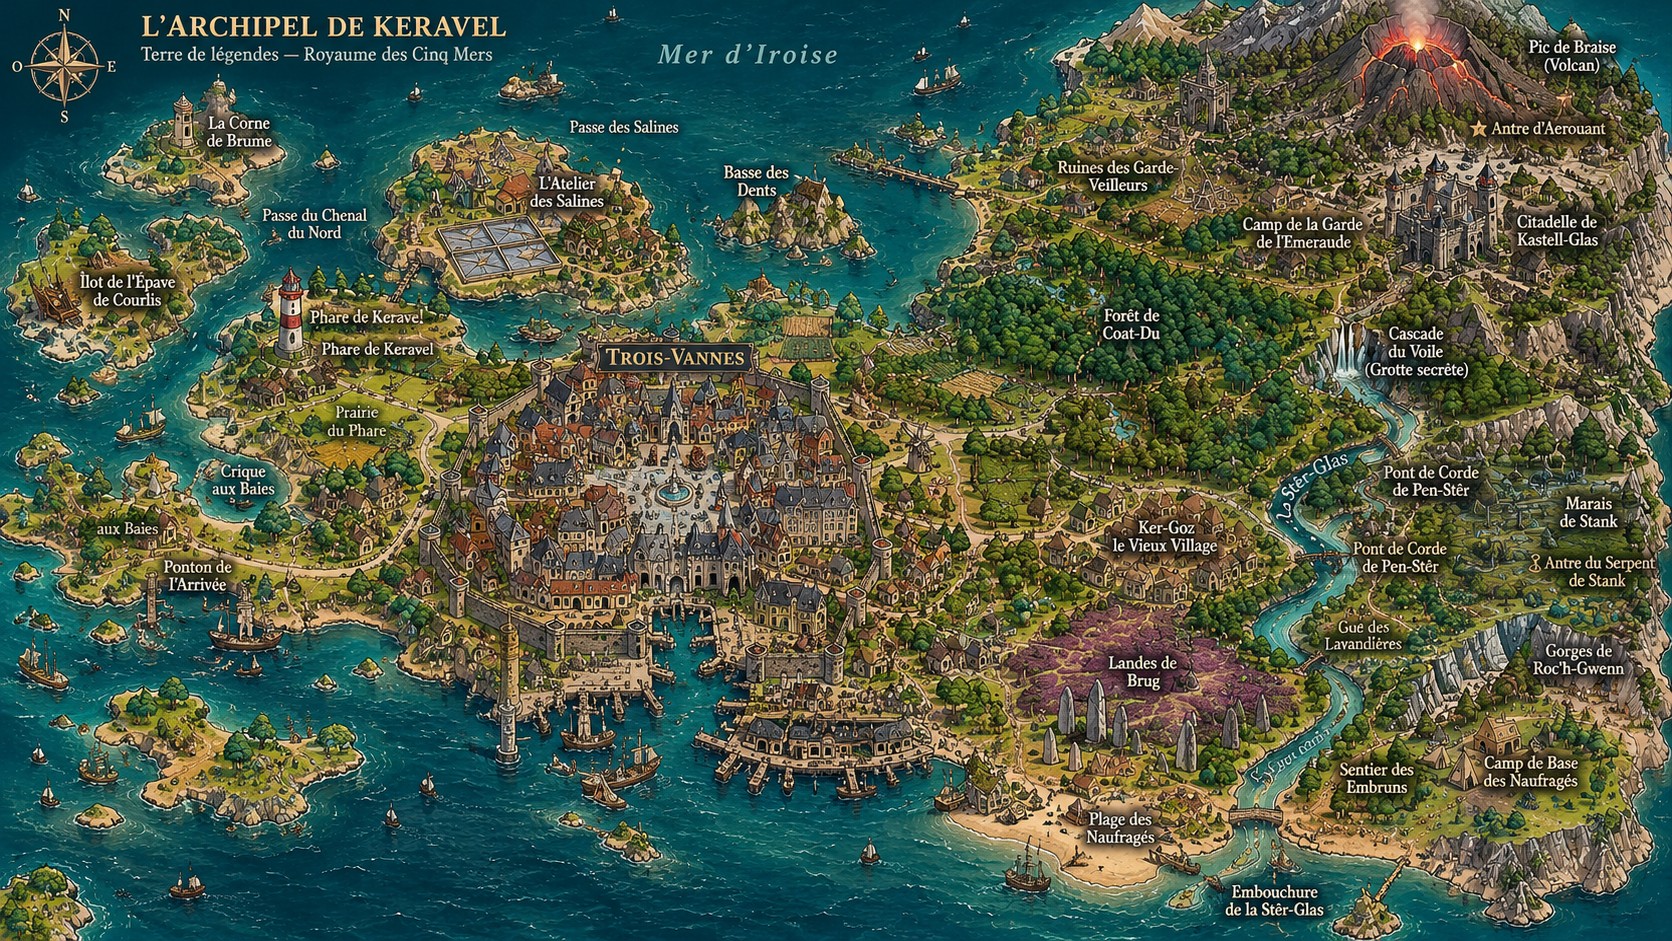 N
O
E
S
L'ARCHIPEL DE KERAVEL
Terre de légendes — Royaume des Cinq Mers
Mer d'Iroise
Pic de Braise
(Volcan)
La Corne
de Brume
Passe des Salines
Antre d'Aerouant
L'Atelier
des Salines
Basse des
Dents
Ruines des Garde-
Veilleurs
Passe du Chenal
du Nord
Camp de la Garde
de l'Emeraude
Citadelle de
Kastell-Glas
Îlot de l'Épave
de Courlis
Phare de Keravel
Phare de Keravel
Forêt de
Coat-Du
TROIS-VANNES
Cascade
du Voile
(Grotte secrête)
Prairie
du Phare
Crique
aux Baies
La Stêr-Glas
Pont de Corde
de Pen-Stêr
Marais
de Stank
aux Baies
Ker-Goz
le Vieux Village
Pont de Corde
de Pen-Stêr
Antre du Serpent
de Stank
Ponton de
l'Arrivée
Gué des
Lavandières
Landes de
Brug
Gorges de
Roc'h-Gwenn
Sentier des
Embruns
Camp de Base
des Naufragés
Plage des
Naufragés
Embouchure
de la Stêr-Glas